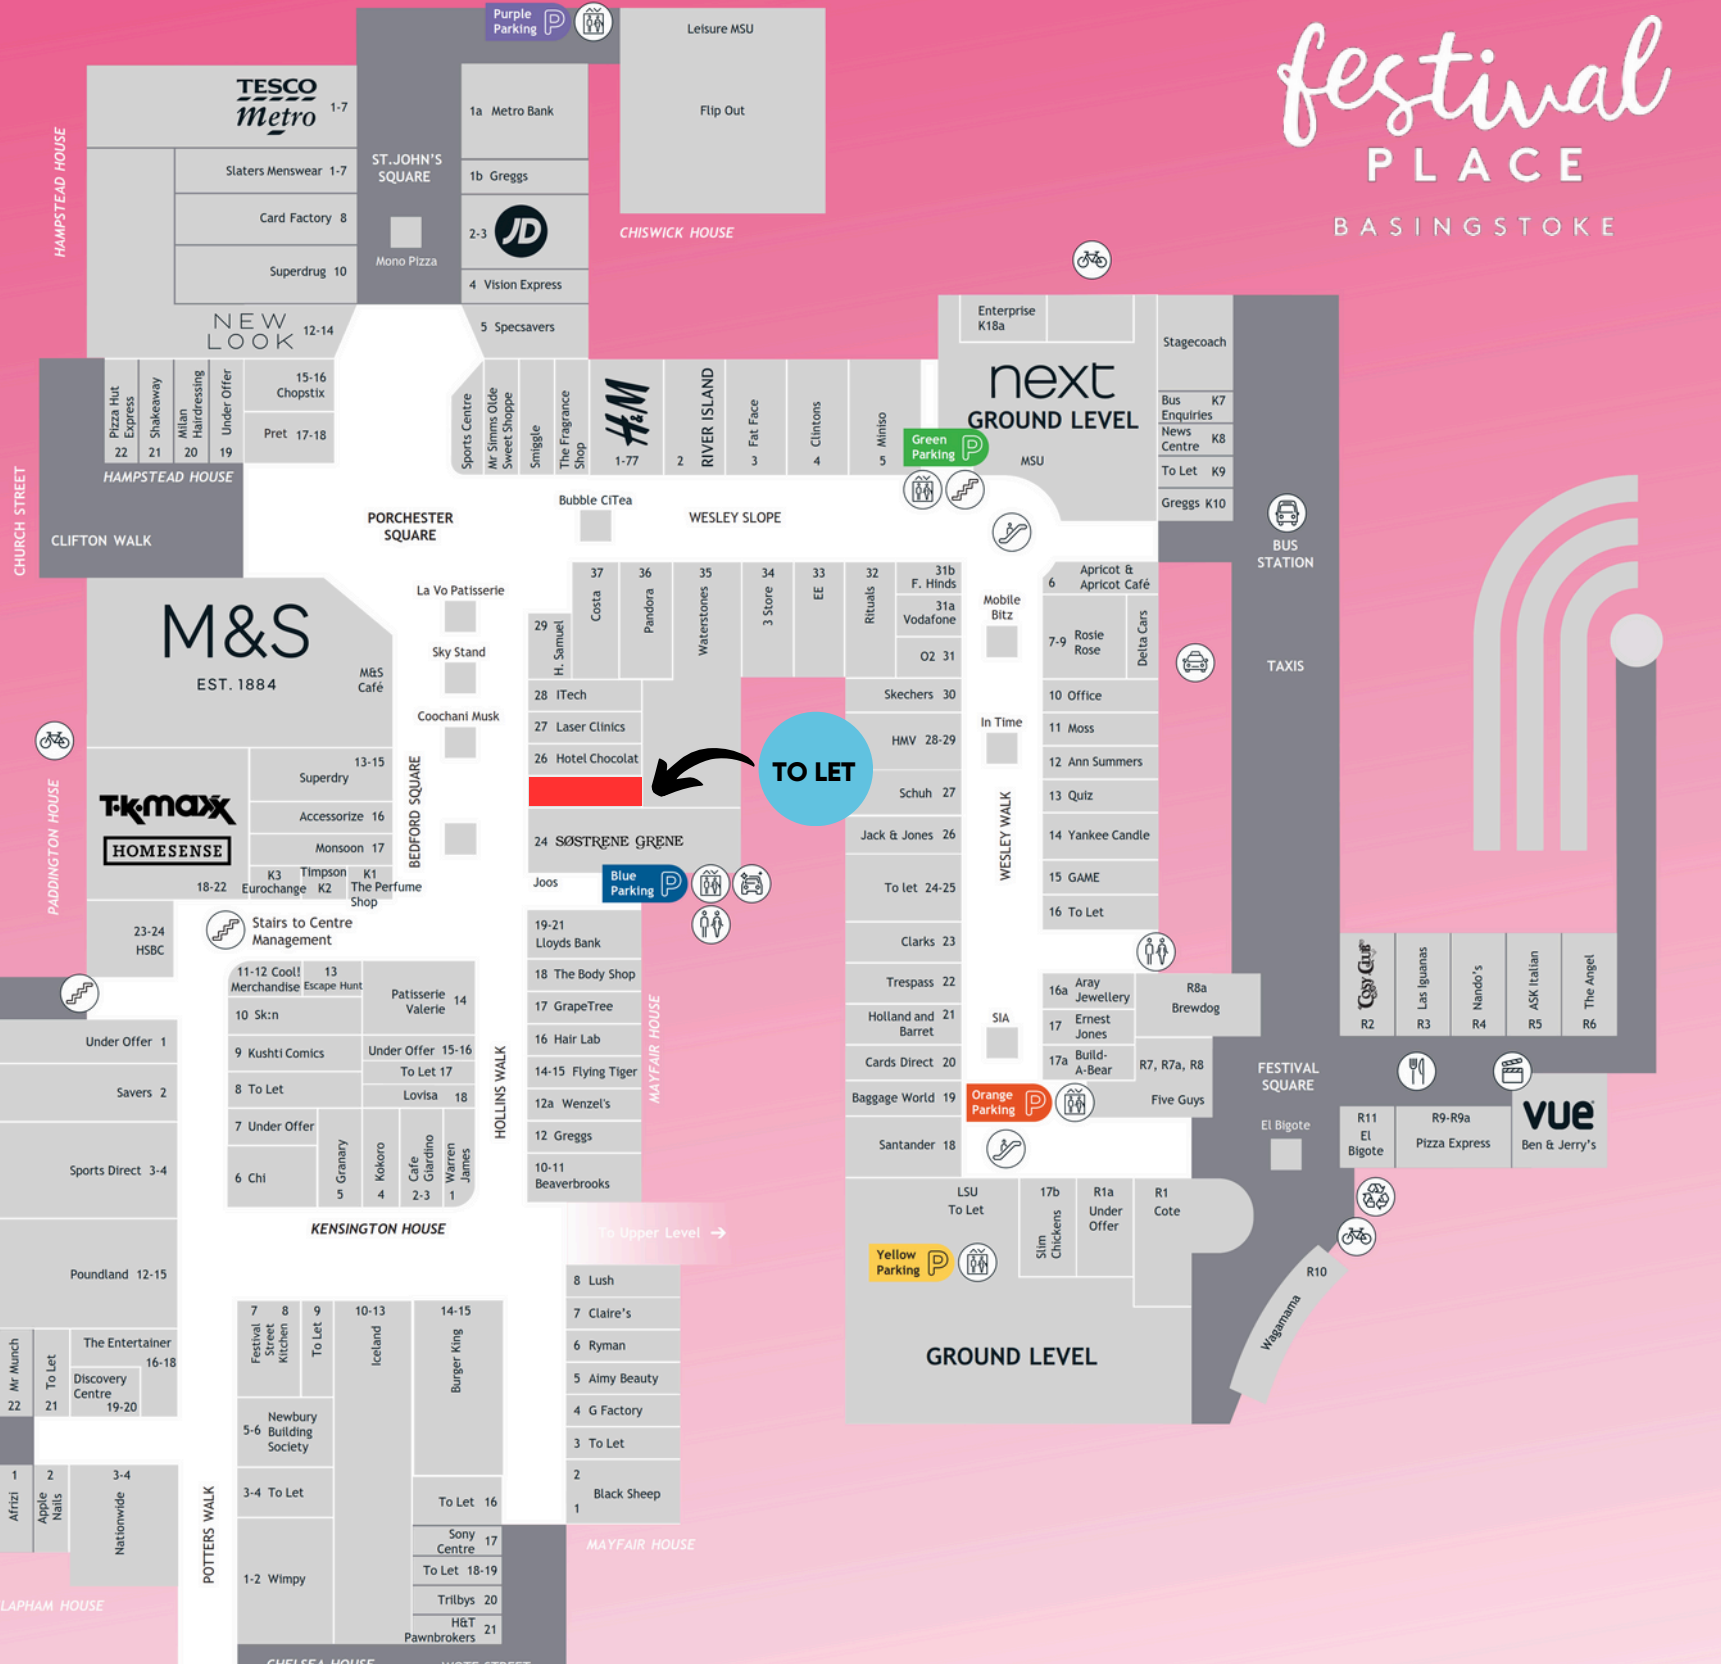 festival
PLACE
BASINGSTOKE
Purple
Parking P
Leisure MSU
Flip Out
CHISWICK HOUSE
TESCO
Metro 1-7
HAMPSTEAD HOUSE
Slaters Menswear 1-7
Card Factory 8
Superdrug 10
NEW
LOOK 12-14
ST.JOHN'S
SQUARE
Mono Pizza
1a Metro Bank
1b Greggs
2-3 JD
4 Vision Express
5 Specsavers
Pizza Hut
Express
22
Shakeaway
21
Milan
Hairdressing
20
Under Offer
19
15-16
Chopstix
Pret 17-18
HAMPSTEAD HOUSE
CHURCH STREET
CLIFTON WALK
Sports Centre
Mr Simms Olde
Sweet Shoppe
Smiggle
The Fragrance
Shop
H&M
1-77
RIVER ISLAND
2
Fat Face
3
Clintons
4
Miniso
5
Enterprise
K18a
next
GROUND LEVEL
MSU
Green
Parking P
Stagecoach
Bus K7
Enquiries
News
Centre K8
To Let K9
Greggs K10
BUS
STATION
TAXIS
PORCHESTER
SQUARE
Bubble CiTea
WESLEY SLOPE
M&S
EST. 1884
M&S
Café
La Vo Patisserie
Sky Stand
Coochani Musk
BEDFORD SQUARE
37
Costa
36
Pandora
35
Waterstones
34
3 Store
33
EE
32
Rituals
31b
F. Hinds
31a
Vodafone
O2 31
29
H. Samuel
28 ITech
27 Laser Clinics
26 Hotel Chocolat
24 SØSTRENE GRENE
TO LET
Joos
Blue
Parking P
Mobile
Bitz
In Time
WESLEY WALK
SIA
6 Apricot &
Apricot Café
7-9 Rosie
Rose
Delta Cars
10 Office
11 Moss
12 Ann Summers
13 Quiz
14 Yankee Candle
15 GAME
16 To Let
Skechers 30
HMV 28-29
Schuh 27
Jack & Jones 26
To let 24-25
Clarks 23
Trespass 22
Holland and 21
Barret
Cards Direct 20
Baggage World 19
Santander 18
16a Aray
Jewellery
17 Ernest
Jones
17a Build-
A-Bear
R8a
Brewdog
R7, R7a, R8
Five Guys
Orange
Parking P
LSU
To Let
17b
Slim
Chickens
R1a
Under
Offer
R1
Cote
Yellow
Parking P
GROUND LEVEL
FESTIVAL
SQUARE
El Bigote
Cosy Club
R2
Las Iguanas
R3
Nando's
R4
ASK Italian
R5
The Angel
R6
R11
El
Bigote
R9-R9a
Pizza Express
vue
Ben & Jerry's
R10
Wagamama
PADDINGTON HOUSE
T·K·maxx
HOMESENSE
18-22
13-15
Superdry
Accessorize 16
Monsoon 17
K3
Eurochange
Timpson
K2
K1
The Perfume
Shop
23-24
HSBC
Stairs to Centre
Management
11-12 Cool!
Merchandise
13
Escape Hunt
10 Sk:n
Patisserie
Valerie 14
9 Kushti Comics
Under Offer 15-16
To Let 17
8 To Let
Lovisa 18
7 Under Offer
6 Chi
Granary
5
Kokoro
4
Cafe
Giardino
2-3
Warren
James
1
KENSINGTON HOUSE
HOLLINS WALK
19-21
Lloyds Bank
18 The Body Shop
17 GrapeTree
16 Hair Lab
14-15 Flying Tiger
12a Wenzel's
12 Greggs
10-11
Beaverbrooks
MAYFAIR HOUSE
To Upper Level →
8 Lush
7 Claire's
6 Ryman
5 Aimy Beauty
4 G Factory
3 To Let
2
1
Black Sheep
MAYFAIR HOUSE
Under Offer 1
Savers 2
Sports Direct 3-4
Poundland 12-15
Mr Munch
22
To Let
21
The Entertainer
16-18
Discovery
Centre
19-20
1
Afrizi
2
Apple
Nails
3-4
Nationwide
LAPHAM HOUSE
POTTERS WALK
7 8
Festival
Street
Kitchen
9
To Let
10-13
Iceland
14-15
Burger King
5-6 Newbury
Building
Society
3-4 To Let
1-2 Wimpy
To Let 16
Sony
Centre 17
To Let 18-19
Trilbys 20
H&T
Pawnbrokers 21
CHELSEA HOUSE
WOTE STREET